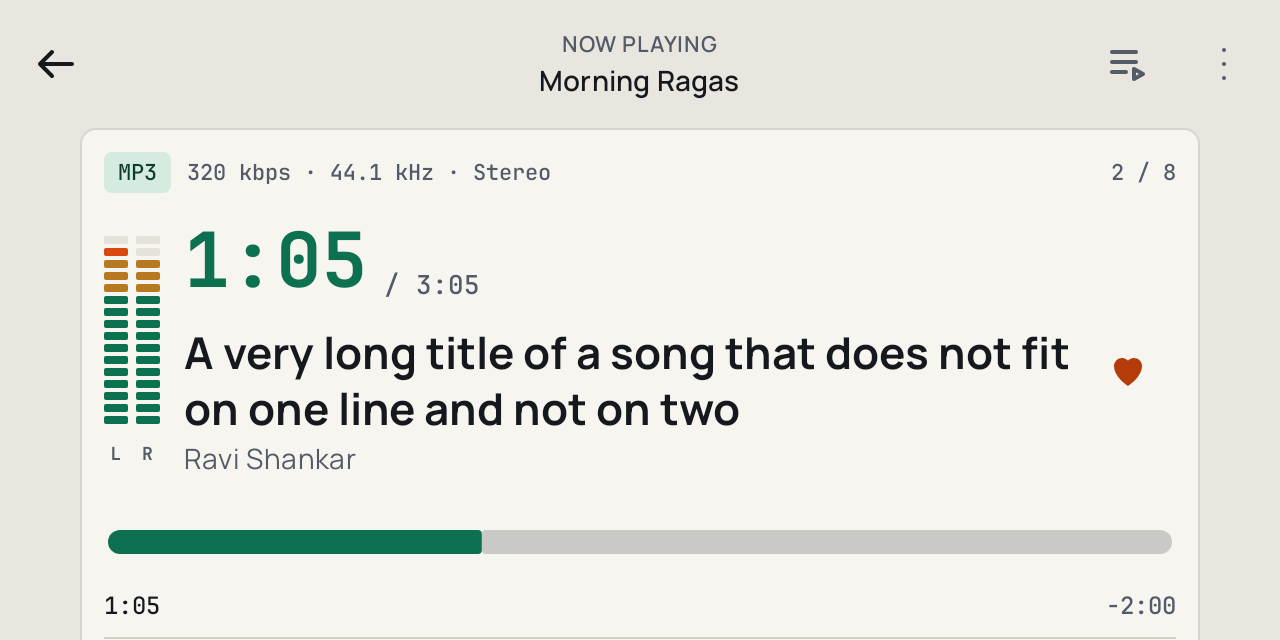 NOW PLAYING
Morning Ragas
MP3 320 kbps · 44.1 kHz · Stereo 2 / 8
1:05 / 3:05
A very long title of a song that does not fit
on one line and not on two
L R
Ravi Shankar
1:05 -2:00